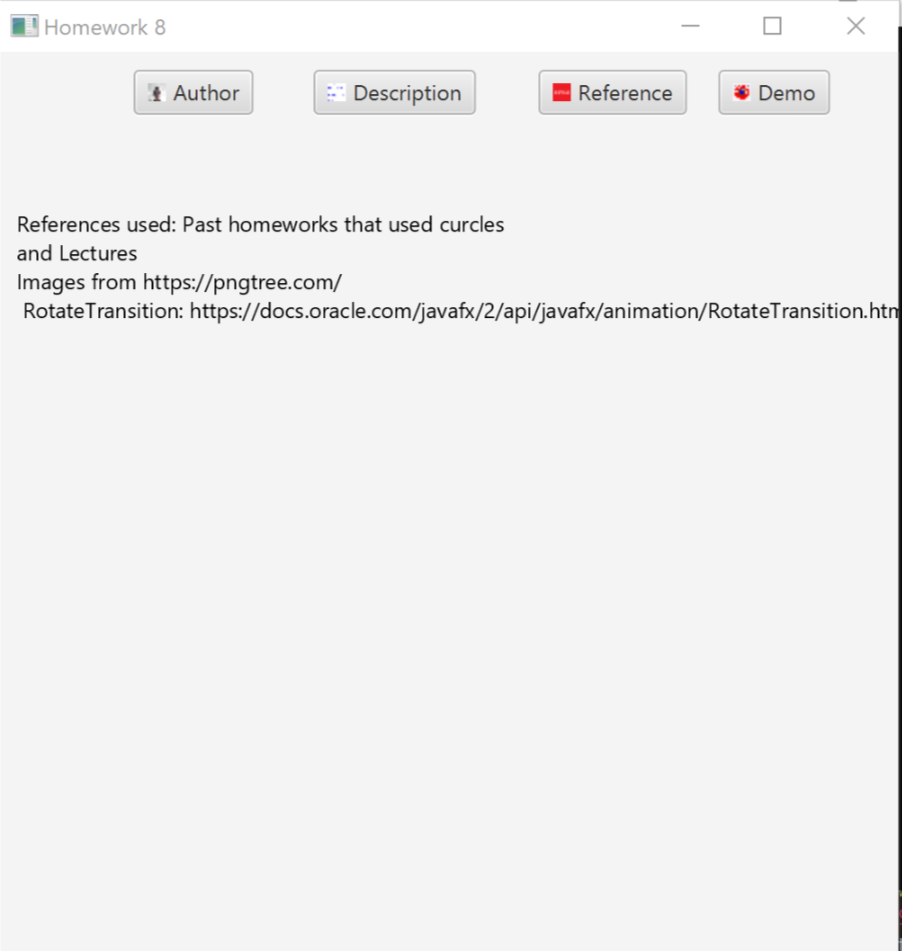 Homework 8
Author Description Reference Demo
References used: Past homeworks that used curcles
and Lectures
Images from https://pngtree.com/
RotateTransition: https://docs.oracle.com/javafx/2/api/javafx/animation/RotateTransition.htm